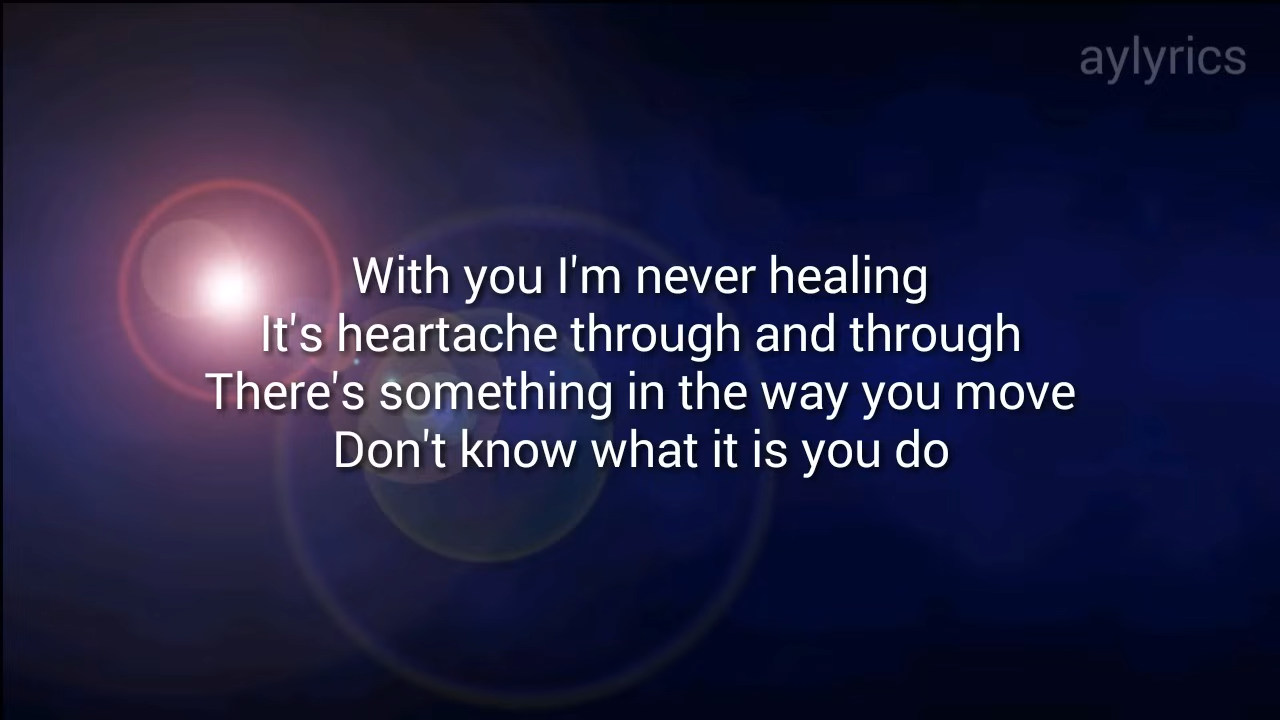 aylyrics
With you I'm never healing
It's heartache through and through
There's something in the way you move
Don't know what it is you do